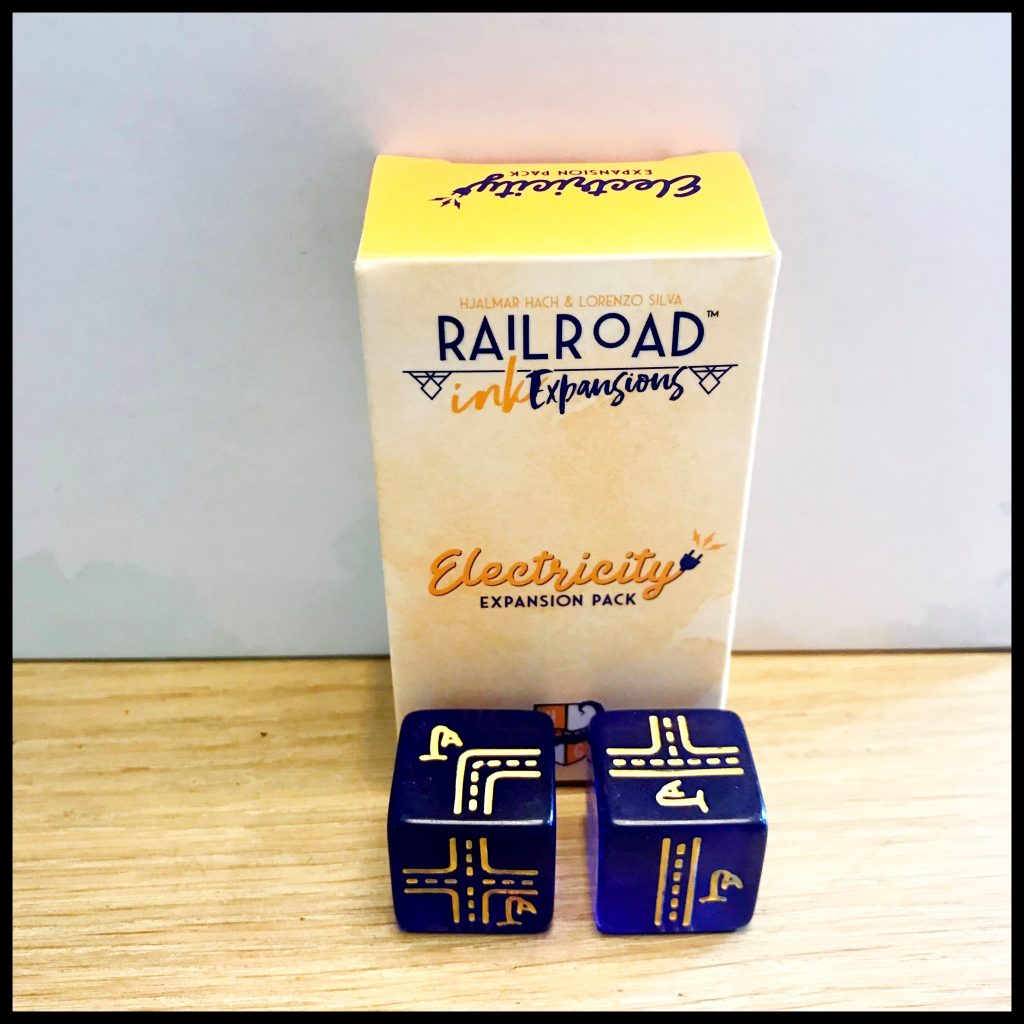 Electricity
EXPANSION PACK
HJALMAR HACH & LORENZO SILVA
RAILROAD™
ink Expansions
Electricity
EXPANSION PACK